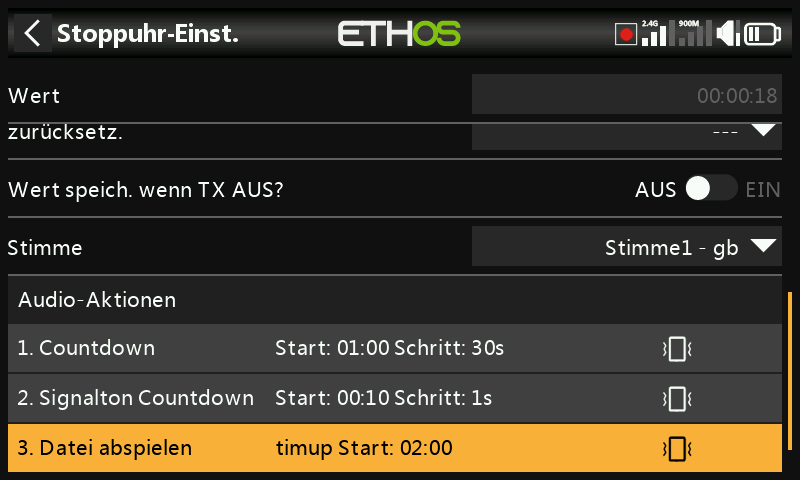 Stoppuhr-Einst.
ETHOS
2.4G
900M
Wert
00:00:18
zurücksetz.
---
Wert speich. wenn TX AUS?
AUS
EIN
Stimme
Stimme1 - gb
Audio-Aktionen
1. Countdown
Start: 01:00 Schritt: 30s
2. Signalton Countdown
Start: 00:10 Schritt: 1s
3. Datei abspielen
timup Start: 02:00